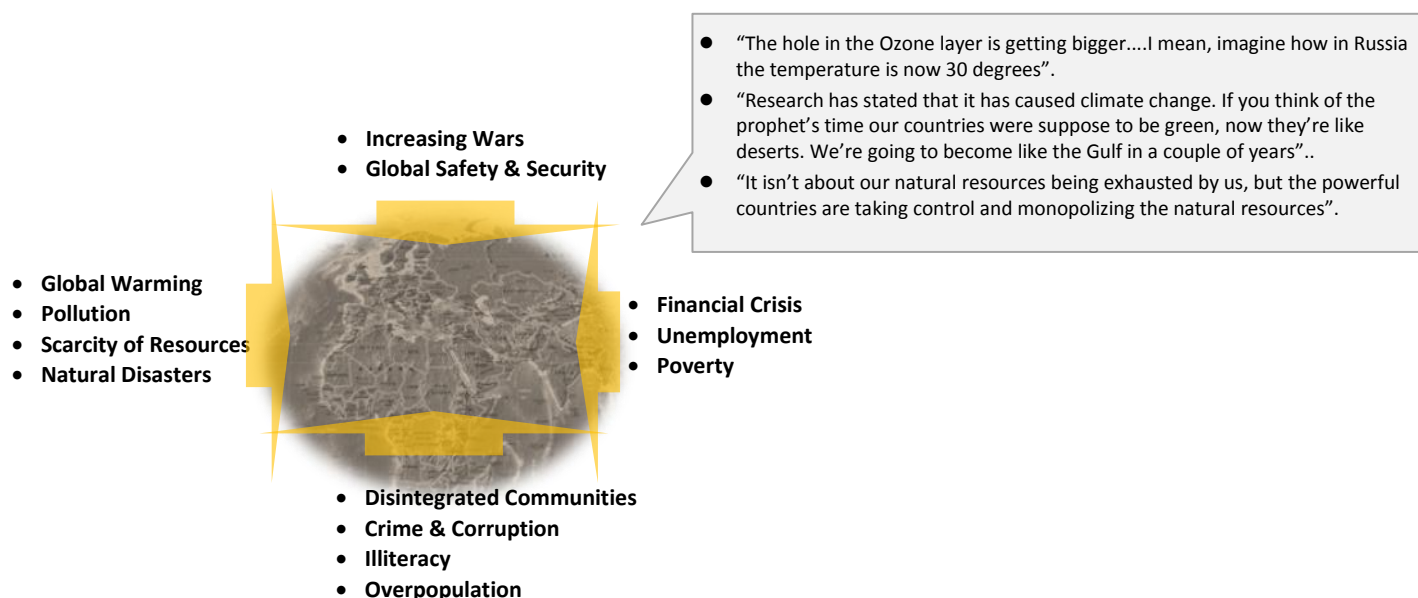 ● “The hole in the Ozone layer is getting bigger....I mean, imagine how in Russia
the temperature is now 30 degrees”.
● “Research has stated that it has caused climate change. If you think of the
prophet’s time our countries were suppose to be green, now they’re like
deserts. We’re going to become like the Gulf in a couple of years”..
● “It isn’t about our natural resources being exhausted by us, but the powerful
countries are taking control and monopolizing the natural resources”.
• Increasing Wars
• Global Safety & Security
• Global Warming
• Pollution
• Scarcity of Resources
• Natural Disasters
• Financial Crisis
• Unemployment
• Poverty
• Disintegrated Communities
• Crime & Corruption
• Illiteracy
• Overpopulation